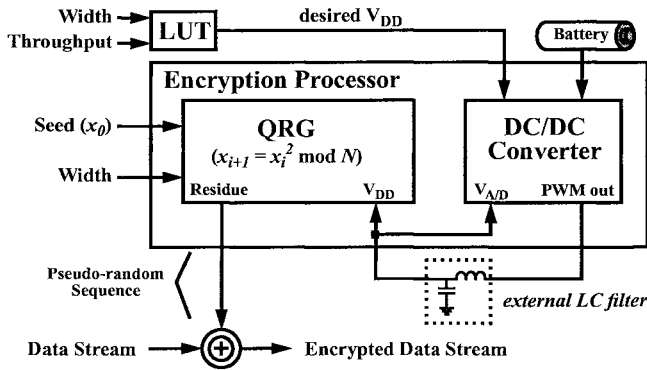 Width
Throughput
LUT
desired V_DD
Battery
Encryption Processor
Seed (x_0)
Width
QRG
(x_{i+1} = x_i^2 mod N)
Residue
V_DD
DC/DC
Converter
V_A/D
PWM out
Pseudo-random
Sequence
external LC filter
Data Stream
Encrypted Data Stream